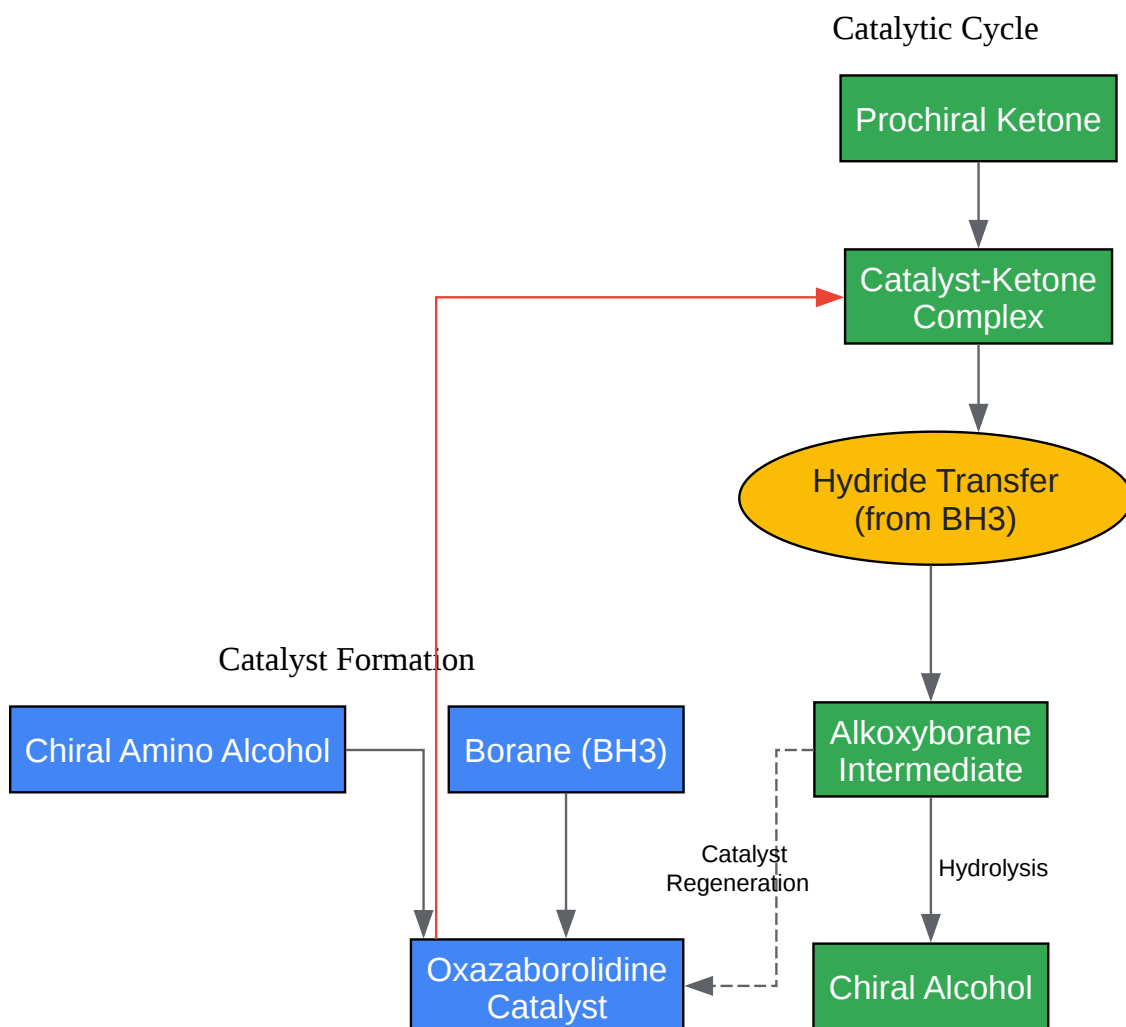 Catalytic Cycle
Prochiral Ketone
Catalyst-Ketone
Complex
Hydride Transfer
(from BH3)
Catalyst Formation
Chiral Amino Alcohol
Borane (BH3)
Alkoxyborane
Intermediate
Catalyst
Regeneration
Hydrolysis
Oxazaborolidine
Catalyst
Chiral Alcohol